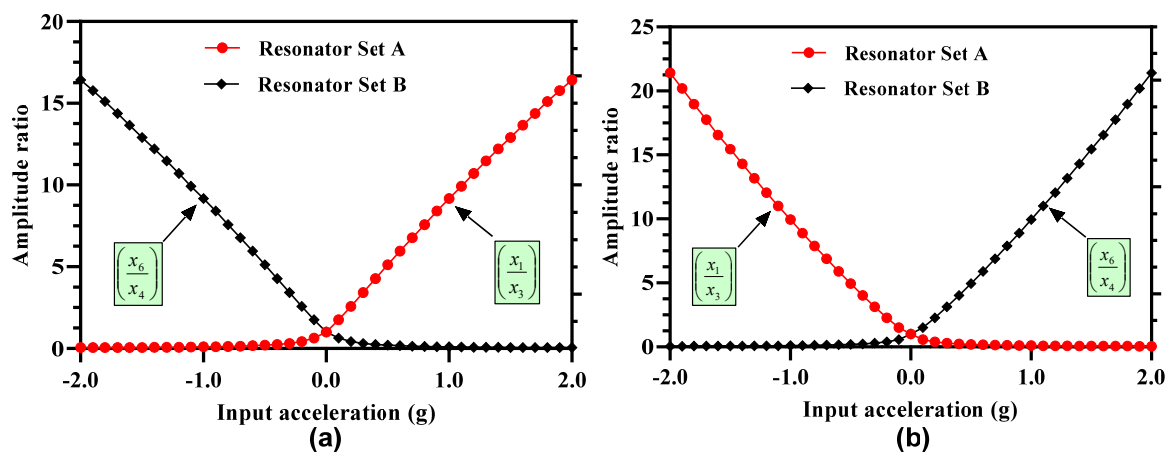 20
15
10
5
0
Amplitude ratio
Resonator Set A
Resonator Set B
x6
x4
x1
x3
-2.0 -1.0 0.0 1.0 2.0
Input acceleration (g)
(a)
25
20
15
10
5
0
Amplitude ratio
Resonator Set A
Resonator Set B
x1
x3
x6
x4
-2.0 -1.0 0.0 1.0 2.0
Input acceleration (g)
(b)